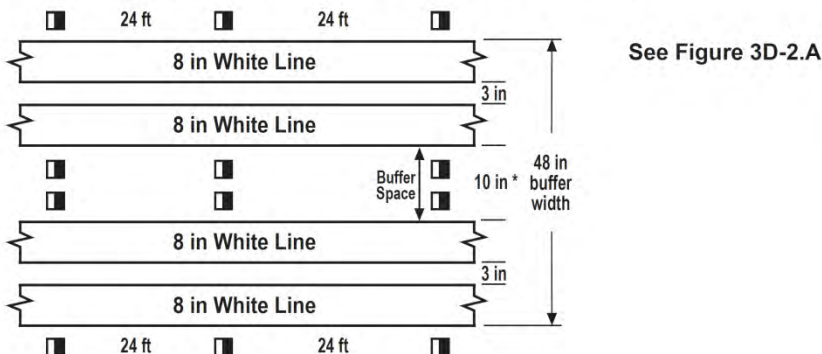 24 ft 24 ft
See Figure 3D-2.A
8 in White Line
3 in
8 in White Line
Buffer
Space
10 in *
48 in
buffer
width
8 in White Line
3 in
8 in White Line
24 ft 24 ft